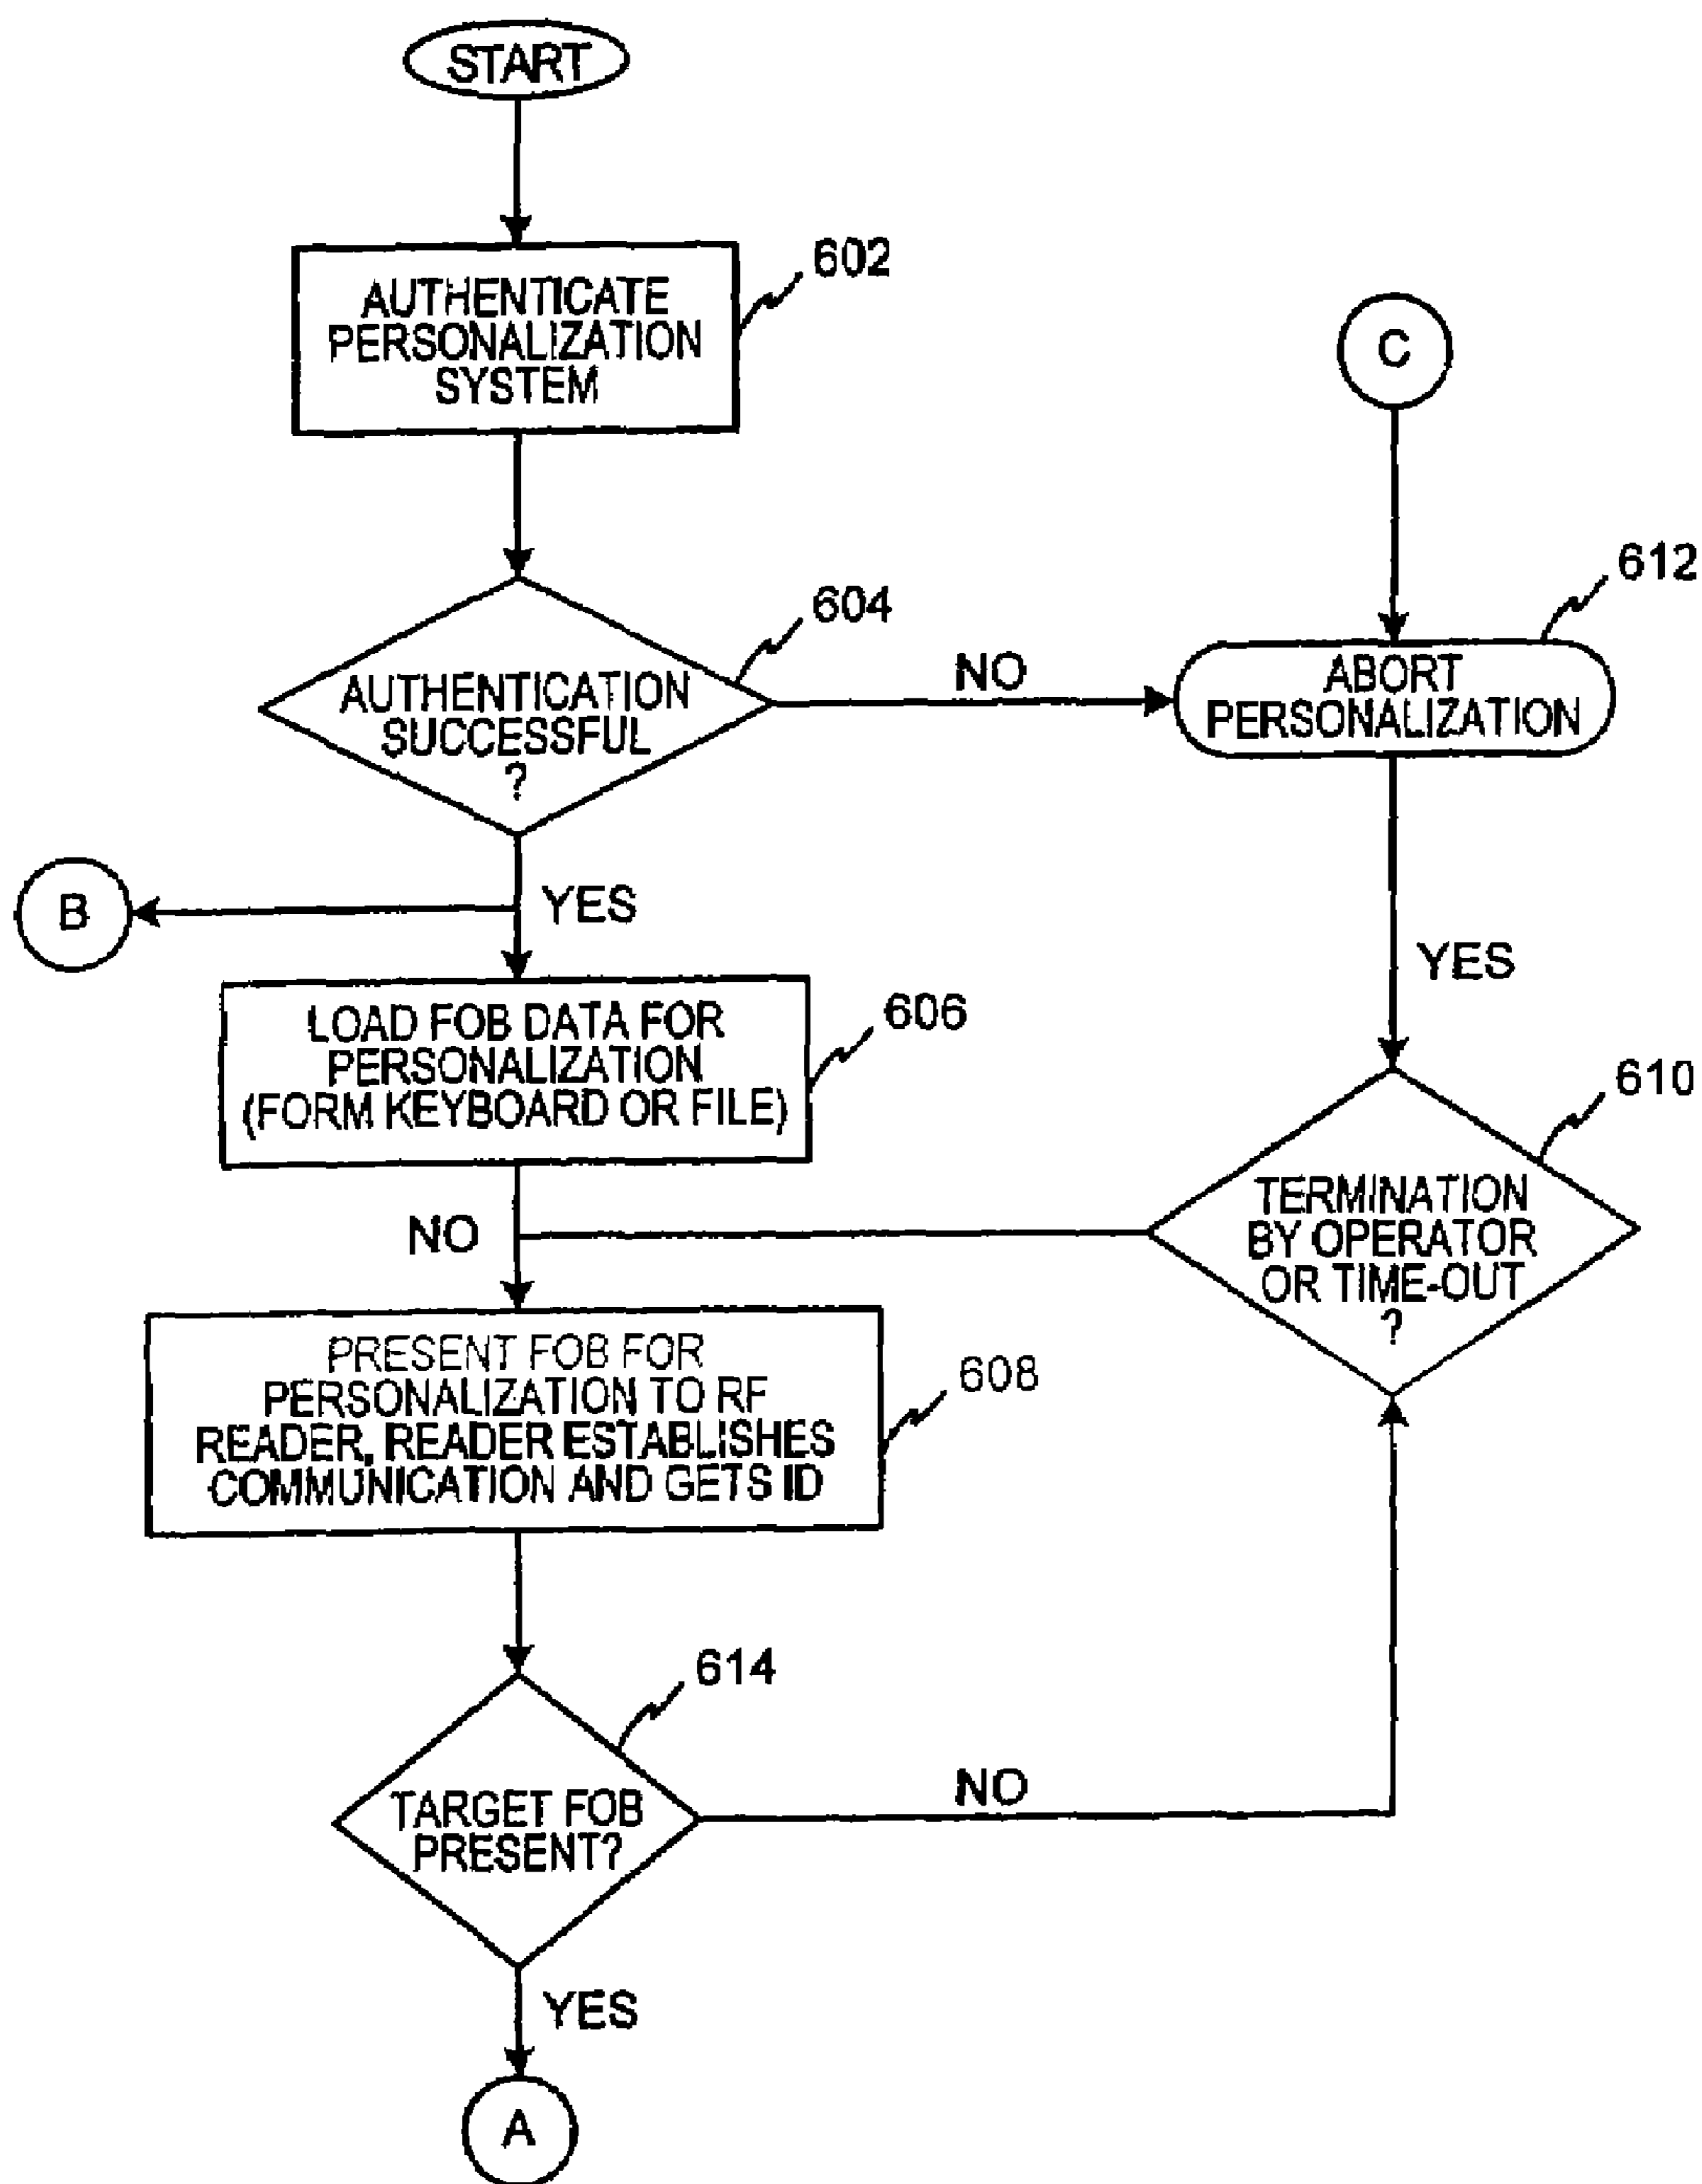 START
AUTHENTICATE
PERSONALIZATION
SYSTEM
602
C
AUTHENTICATION
SUCCESSFUL
?
604
NO
ABORT
PERSONALIZATION
612
B
YES
YES
LOAD FOB DATA FOR
PERSONALIZATION
(FORM KEYBOARD OR FILE)
606
TERMINATION
BY OPERATOR
OR TIME-OUT
?
610
NO
PRESENT FOB FOR
PERSONALIZATION TO RF
READER, READER ESTABLISHES
COMMUNICATION AND GETS ID
608
TARGET FOB
PRESENT?
614
NO
YES
A